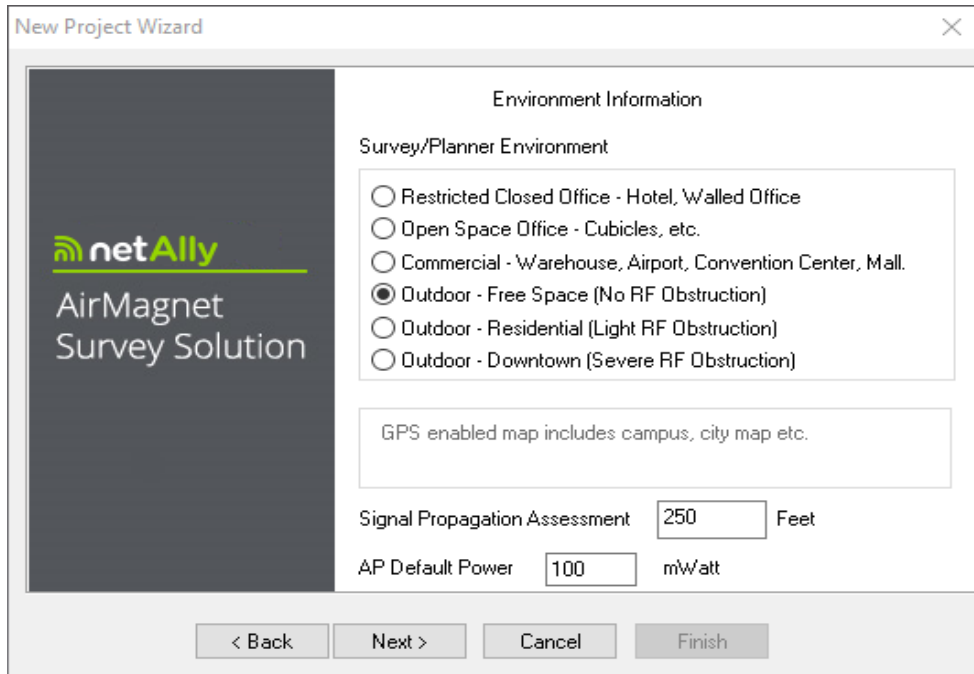 New Project Wizard
Environment Information
Survey/Planner Environment
Restricted Closed Office - Hotel, Walled Office
Open Space Office - Cubicles, etc.
Commercial - Warehouse, Airport, Convention Center, Mall.
Outdoor - Free Space (No RF Obstruction)
Outdoor - Residential (Light RF Obstruction)
Outdoor - Downtown (Severe RF Obstruction)
netAlly
AirMagnet
Survey Solution
GPS enabled map includes campus, city map etc.
Signal Propagation Assessment 250 Feet
AP Default Power 100 mWatt
< Back Next > Cancel Finish